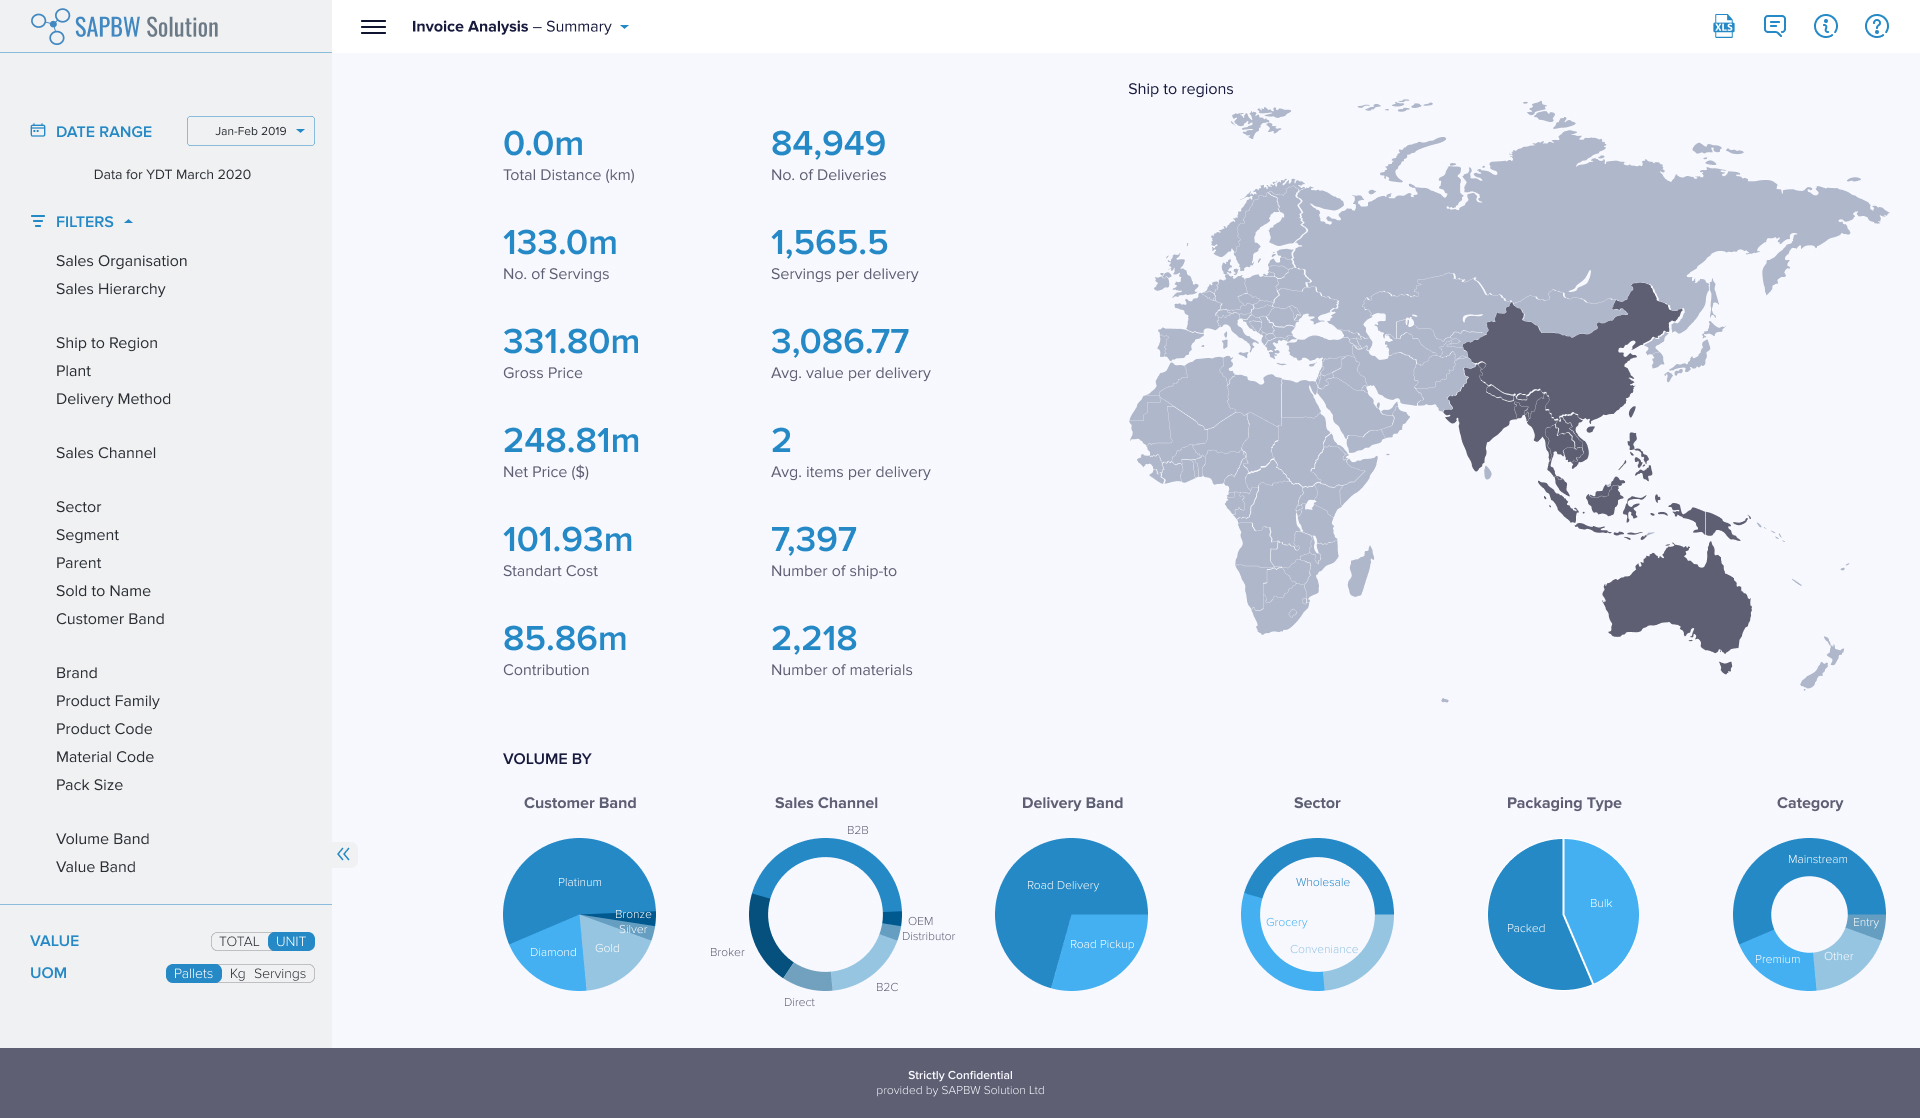 SAPBW Solution
Invoice Analysis – Summary
XLS
DATE RANGE
Jan-Feb 2019
Data for YDT March 2020
FILTERS
Sales Organisation
Sales Hierarchy
Ship to Region
Plant
Delivery Method
Sales Channel
Sector
Segment
Parent
Sold to Name
Customer Band
Brand
Product Family
Product Code
Material Code
Pack Size
Volume Band
Value Band
VALUE
TOTAL UNIT
UOM
Pallets Kg Servings
0.0m
Total Distance (km)
84,949
No. of Deliveries
133.0m
No. of Servings
1,565.5
Servings per delivery
331.80m
Gross Price
3,086.77
Avg. value per delivery
248.81m
Net Price ($)
2
Avg. items per delivery
101.93m
Standart Cost
7,397
Number of ship-to
85.86m
Contribution
2,218
Number of materials
Ship to regions
VOLUME BY
Customer Band
Platinum
Bronze
Silver
Gold
Diamond
Sales Channel
B2B
OEM
Distributor
B2C
Direct
Broker
Delivery Band
Road Delivery
Road Pickup
Sector
Wholesale
Grocery
Conveniance
Packaging Type
Bulk
Packed
Category
Mainstream
Entry
Other
Premium
Strictly Confidential
provided by SAPBW Solution Ltd